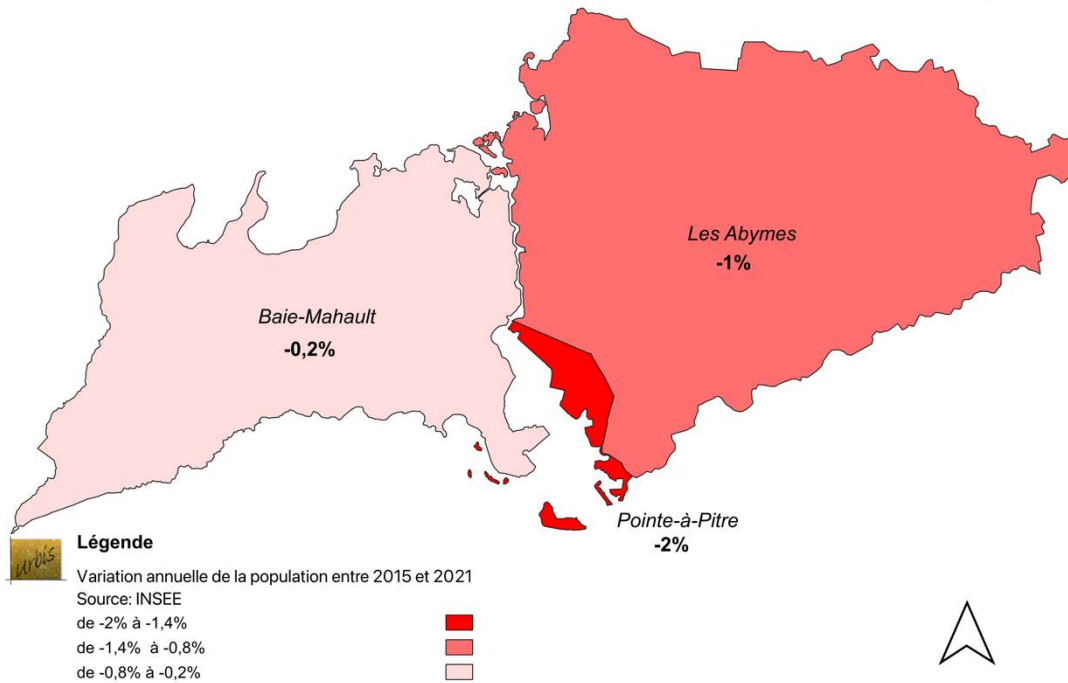 Les Abymes
-1%
Baie-Mahault
-0,2%
Pointe-à-Pitre
-2%
urbis
Légende
Variation annuelle de la population entre 2015 et 2021
Source: INSEE
de -2% à -1,4%
de -1,4% à -0,8%
de -0,8% à -0,2%